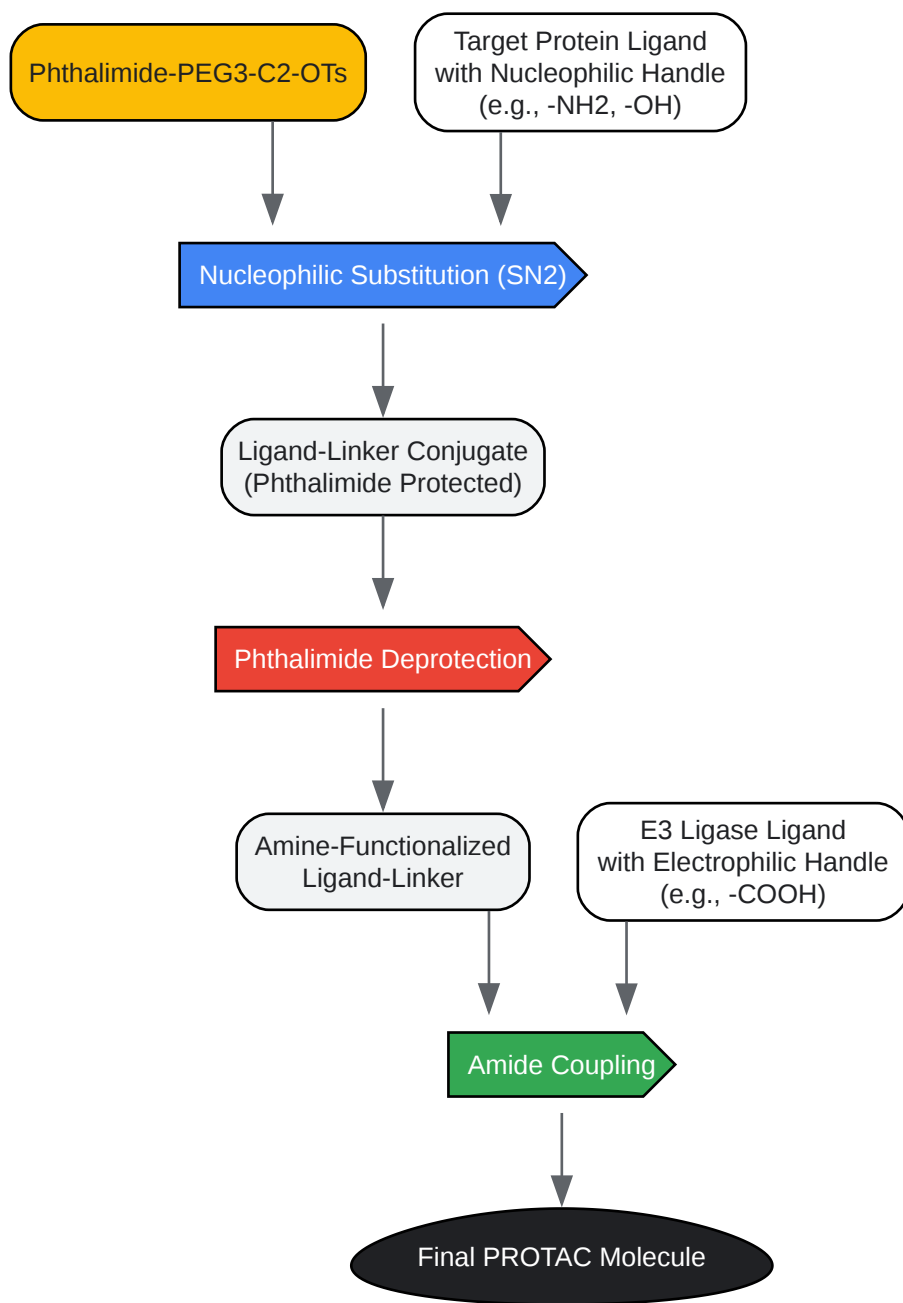 Phthalimide-PEG3-C2-OTs
Target Protein Ligand
with Nucleophilic Handle
(e.g., -NH2, -OH)
Nucleophilic Substitution (SN2)
Ligand-Linker Conjugate
(Phthalimide Protected)
Phthalimide Deprotection
Amine-Functionalized
Ligand-Linker
E3 Ligase Ligand
with Electrophilic Handle
(e.g., -COOH)
Amide Coupling
Final PROTAC Molecule